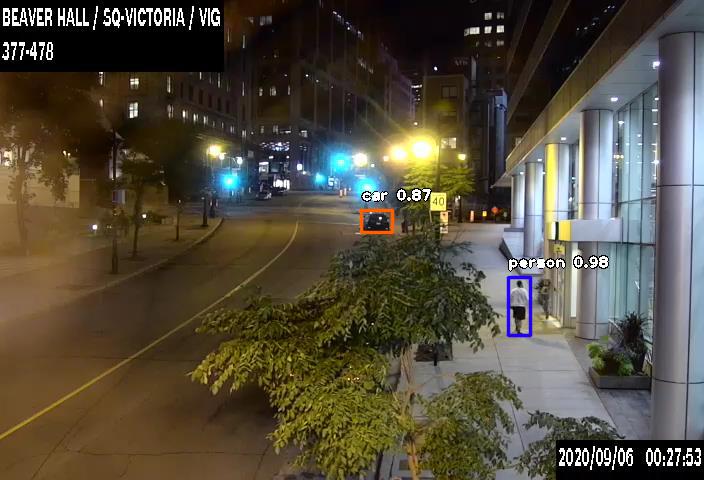 BEAVER HALL / SQ-VICTORIA / VIG
377-478
car 0.87
40
person 0.98
2020/09/06 00:27:53